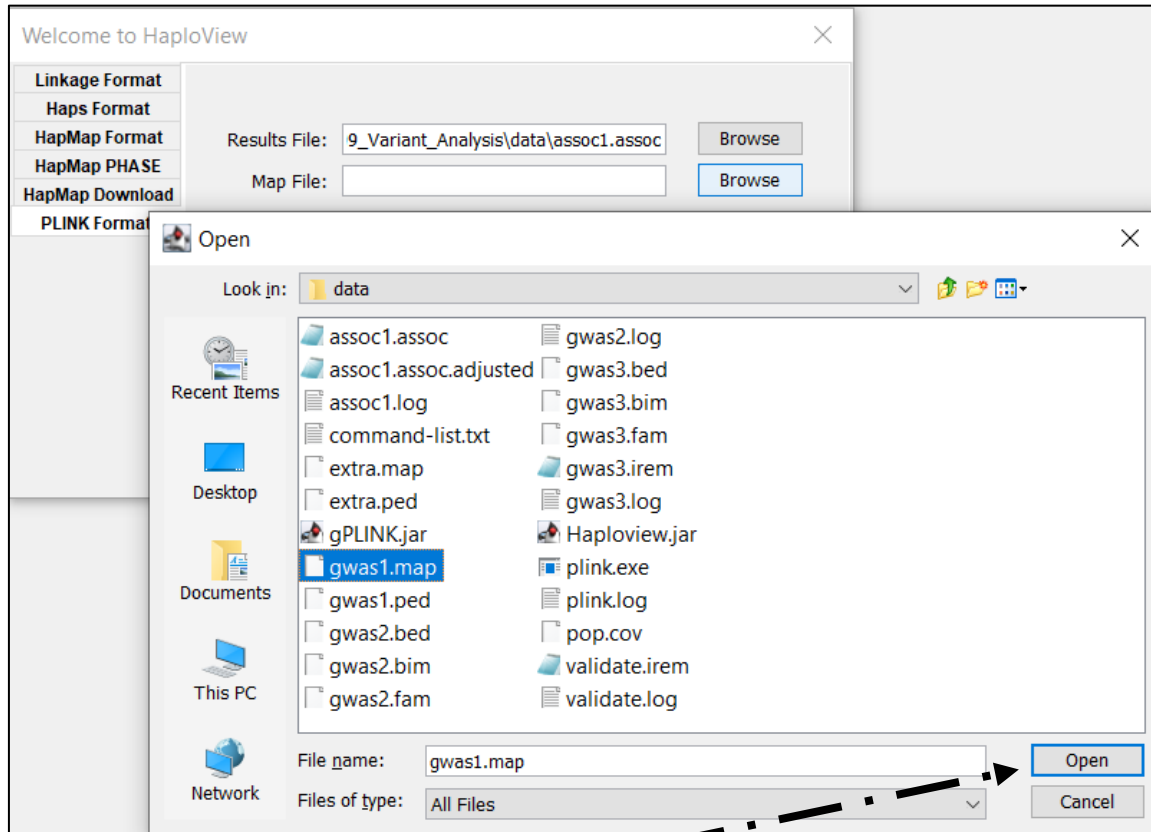 Welcome to HaploView
Linkage Format
Haps Format
HapMap Format
HapMap PHASE
HapMap Download
PLINK Format
Results File: 9_Variant_Analysis\data\assoc1.assoc Browse
Map File: Browse
Open
Look in: data
Recent Items
Desktop
Documents
This PC
Network
assoc1.assoc
assoc1.assoc.adjusted
assoc1.log
command-list.txt
extra.map
extra.ped
gPLINK.jar
gwas1.map
gwas1.ped
gwas2.bed
gwas2.bim
gwas2.fam
gwas2.log
gwas3.bed
gwas3.bim
gwas3.fam
gwas3.irem
gwas3.log
Haploview.jar
plink.exe
plink.log
pop.cov
validate.irem
validate.log
File name: gwas1.map Open
Files of type: All Files Cancel